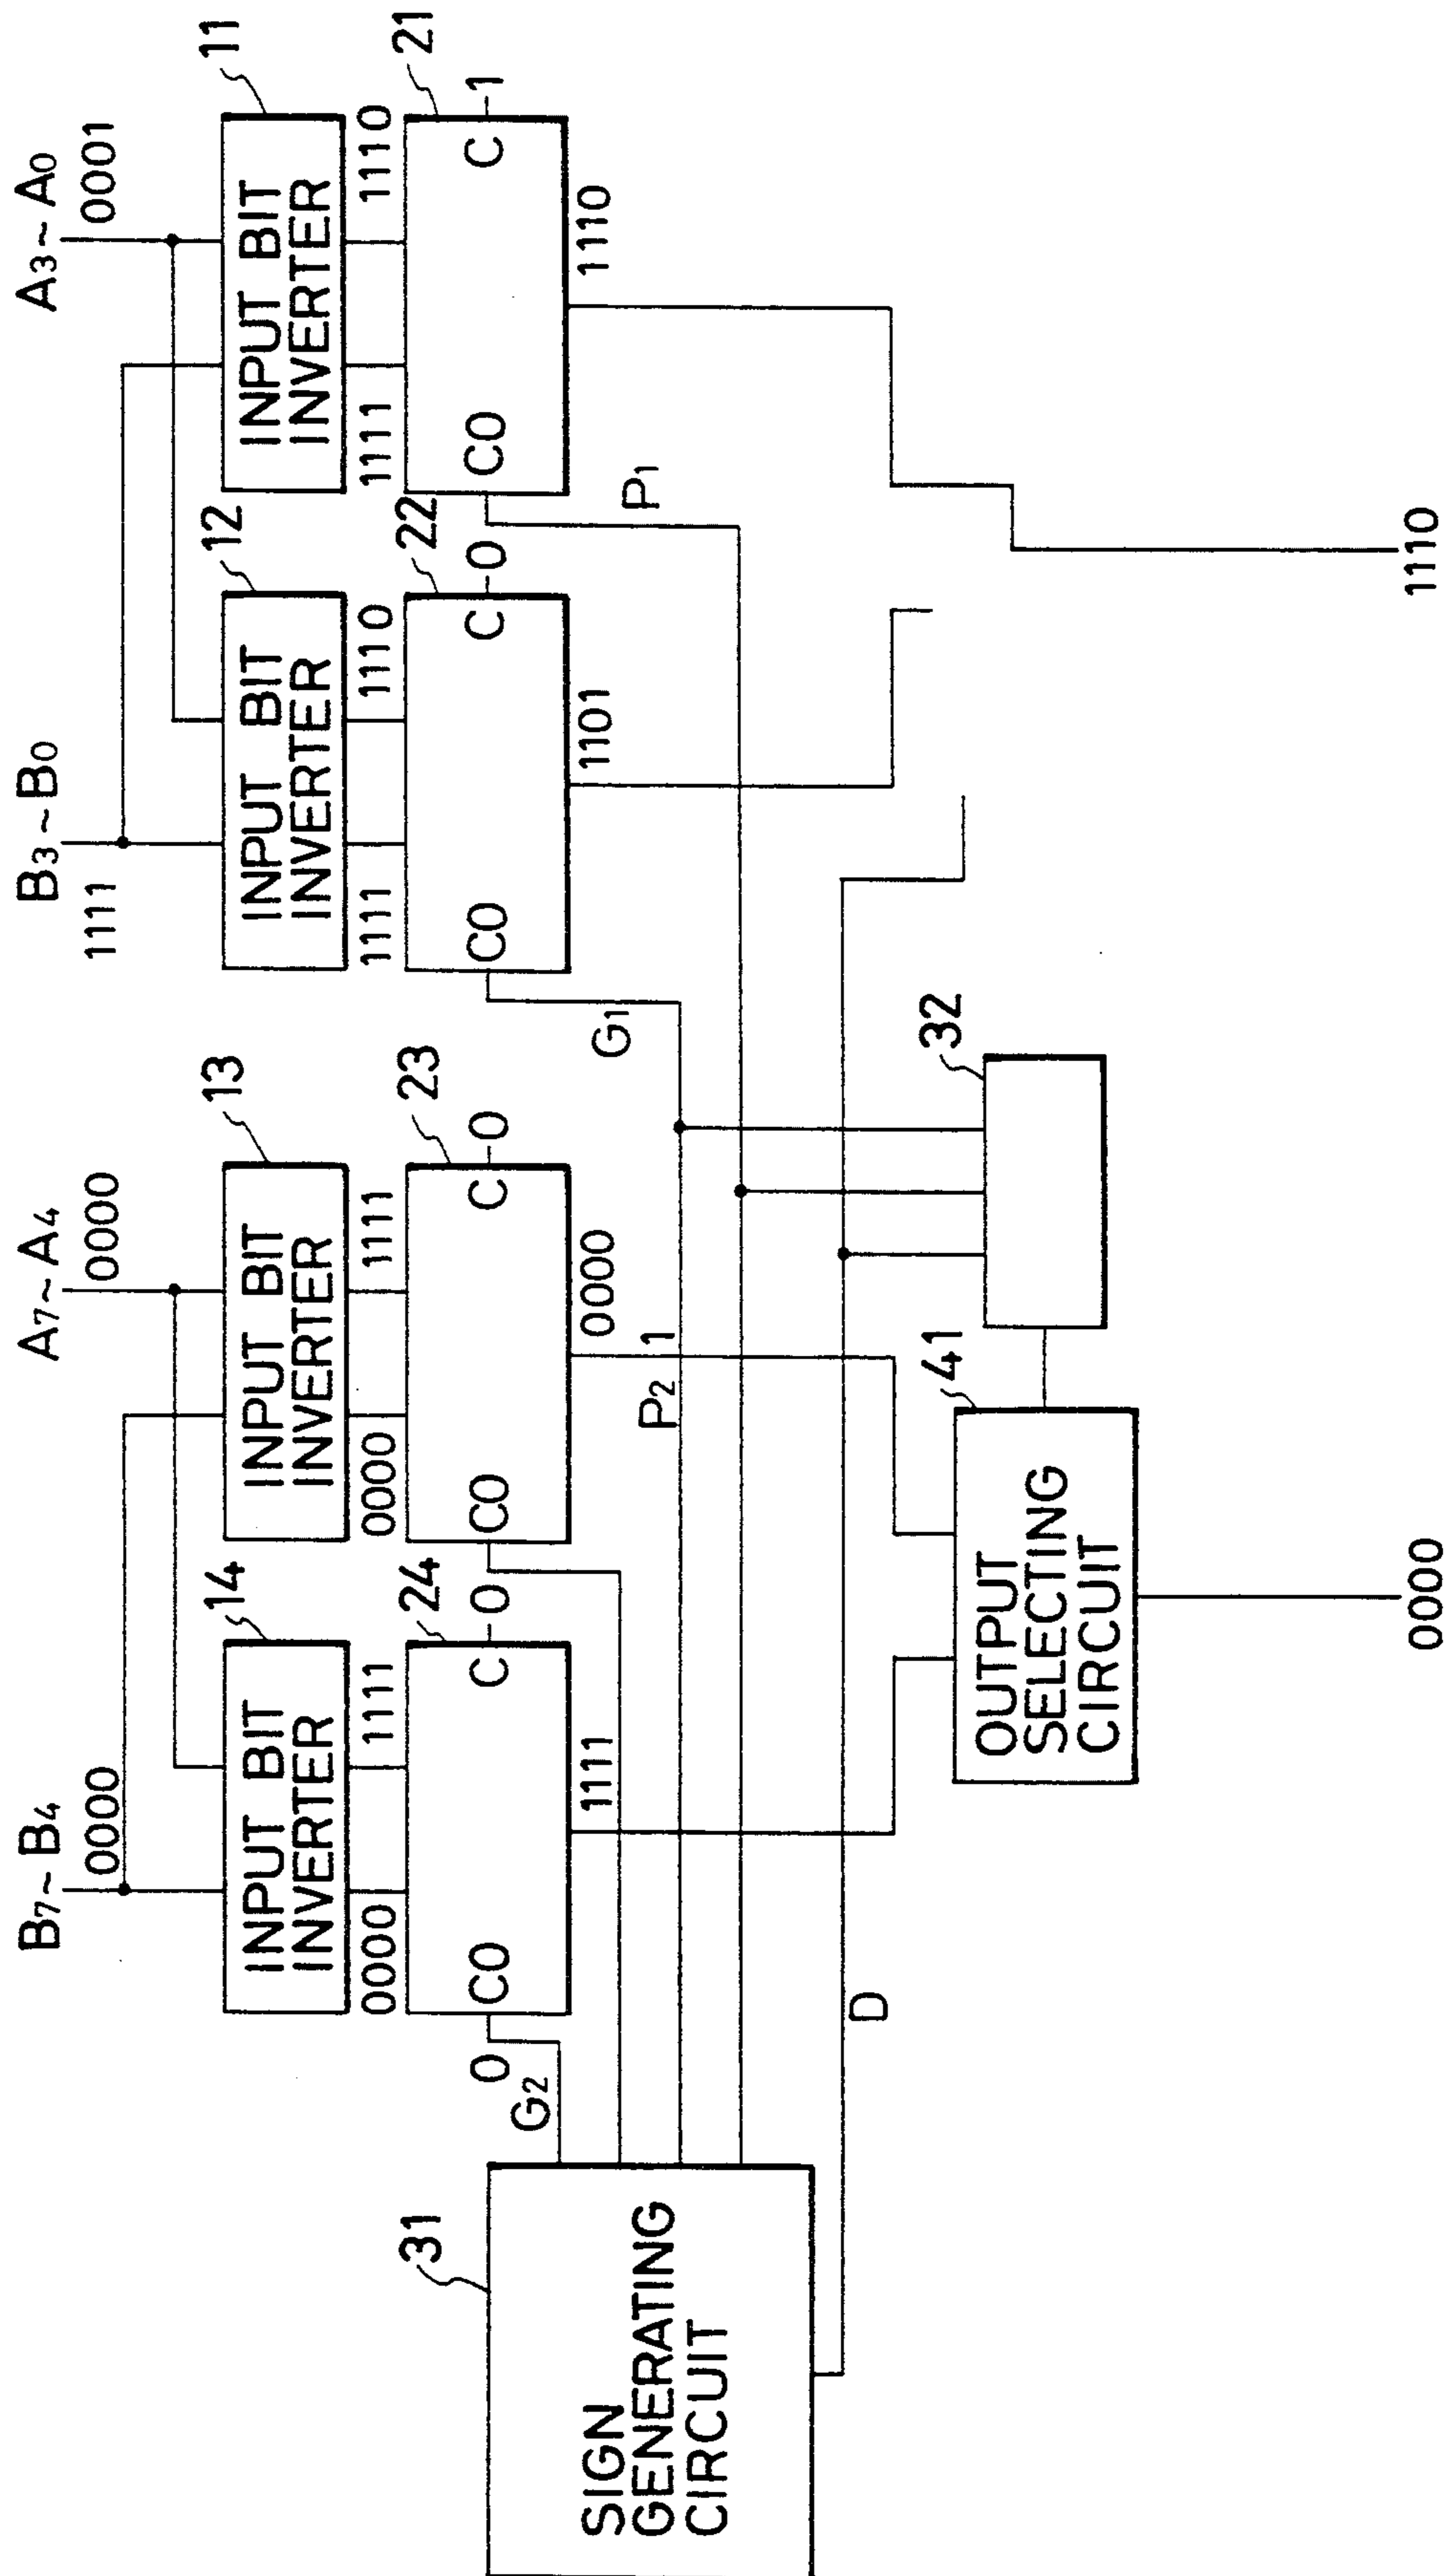 B7~B4 A7~A4 B3~B0 A3~A0
0000 0000 1111 0001
14 13 12 11
INPUT BIT INPUT BIT INPUT BIT INPUT BIT
INVERTER INVERTER INVERTER INVERTER
0000 1111 0000 1111 1111 1110 1111 1110
31 24 23 22 21
0 CO C 0 CO C 0 CO C 0 CO C 1
G2
1111 0000 1101 1110
G1
P2 1 P1
SIGN
GENERATING
CIRCUIT
D
41 32
OUTPUT
SELECTING
CIRCUIT
0000 1110